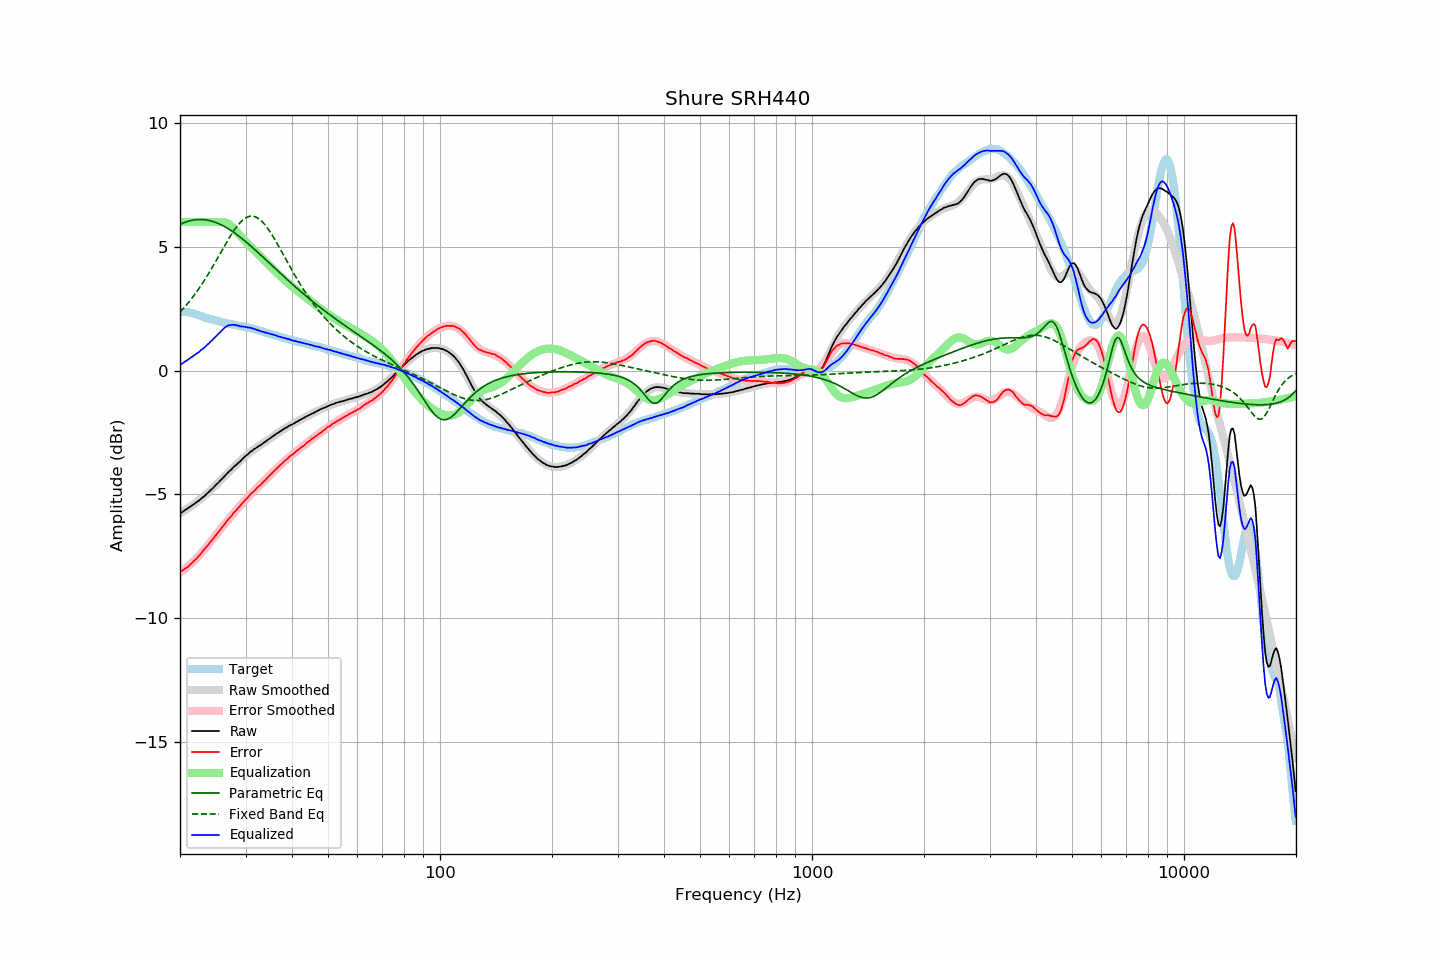 Shure SRH440
10
5
0
−5
−10
−15
Amplitude (dBr)
Target
Raw Smoothed
Error Smoothed
Raw
Error
Equalization
Parametric Eq
Fixed Band Eq
Equalized
100
1000
10000
Frequency (Hz)